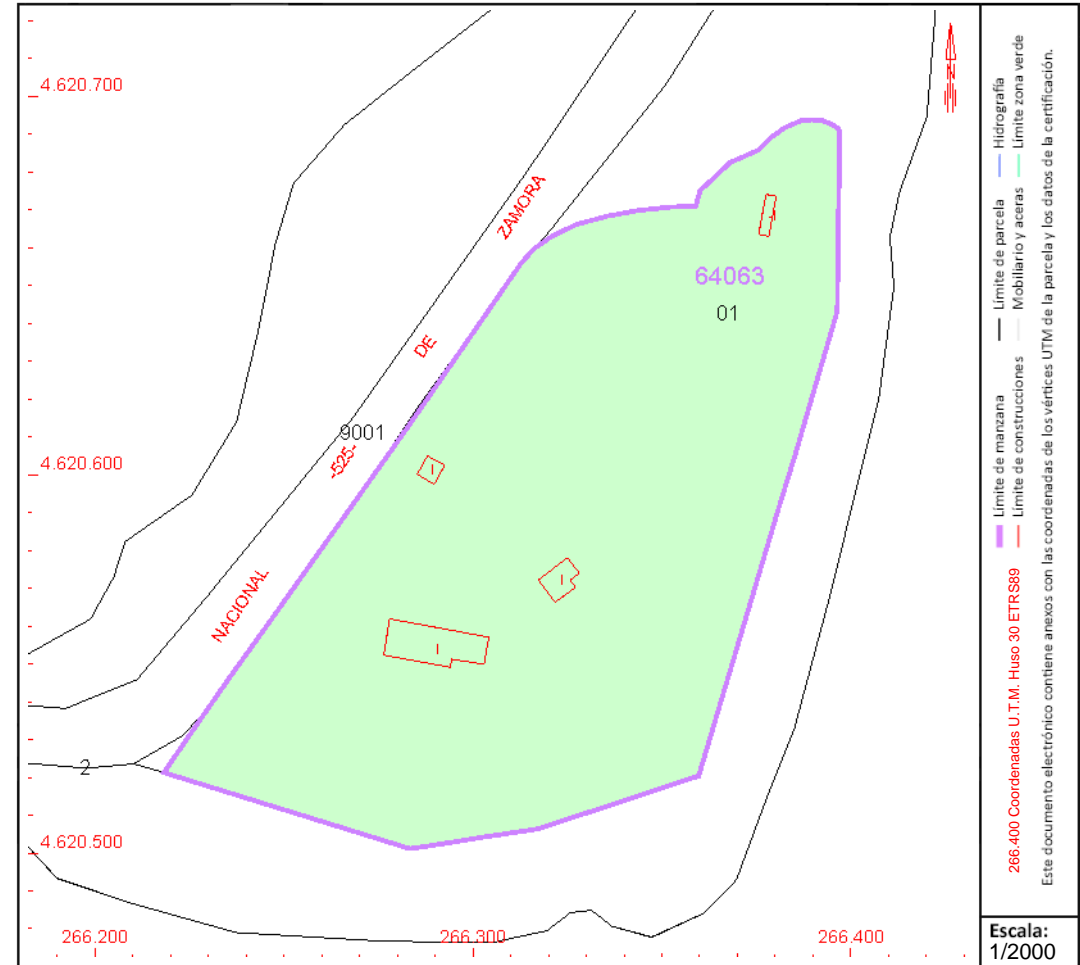 4.620.700
ZAMORA
64063
01
DE
9001
-525-
4.620.600
NACIONAL
2
4.620.500
266.200
266.300
266.400
I
I
I
I
N
Límite de manzana
Límite de parcela
Hidrografía
Límite de construcciones
Mobiliario y aceras
Límite zona verde
266.400 Coordenadas U.T.M. Huso 30 ETRS89
Este documento electrónico contiene anexos con las coordenadas de los vértices UTM de la parcela y los datos de la certificación.
Escala:
1/2000